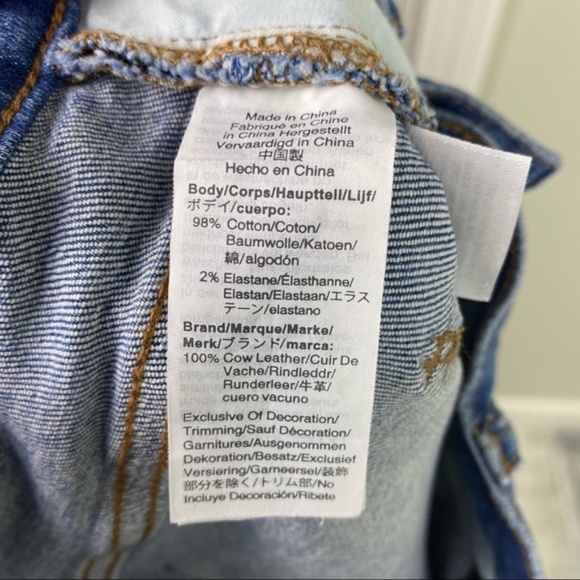 Made in China
Fabriqué en Chine
in China Hergestellt
Vervaardigd in China
中国製
Hecho en China
Body/Corps/Haupttell/Lijf/
ボディ/cuerpo:
98% Cotton/Coton/
Baumwolle/Katoen/
綿/algodón
2% Elastane/Élasthanne/
Elastan/Elastaan/エラス
テーン/elastano
Brand/Marque/Marke/
Merk/ブランド/marca:
100% Cow Leather/Cuir De
Vache/Rindleddr/
Runderleer/牛革/
cuero vacuno
Exclusive Of Decoration/
Trimming/Sauf Décoration/
Garnitures/Ausgenommen
Dekoration/Besatz/Exclusief
Versiering/Garneersel/装飾
部分を除く/トリム部/No
Incluye Decoración/Ribete